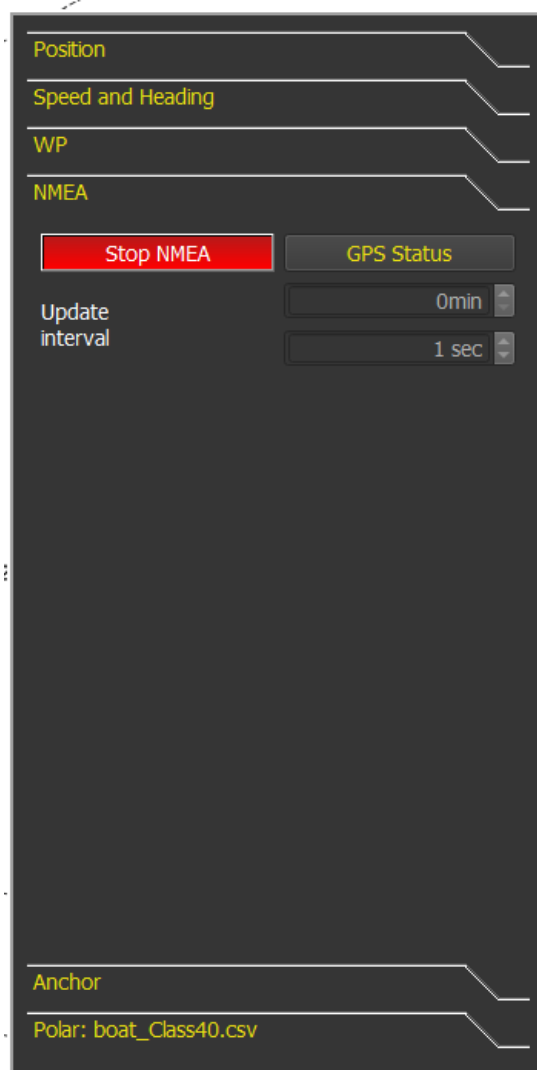 Position
Speed and Heading
WP
NMEA
Stop NMEA
GPS Status
Update
interval
0min
1 sec
Anchor
Polar: boat_Class40.csv